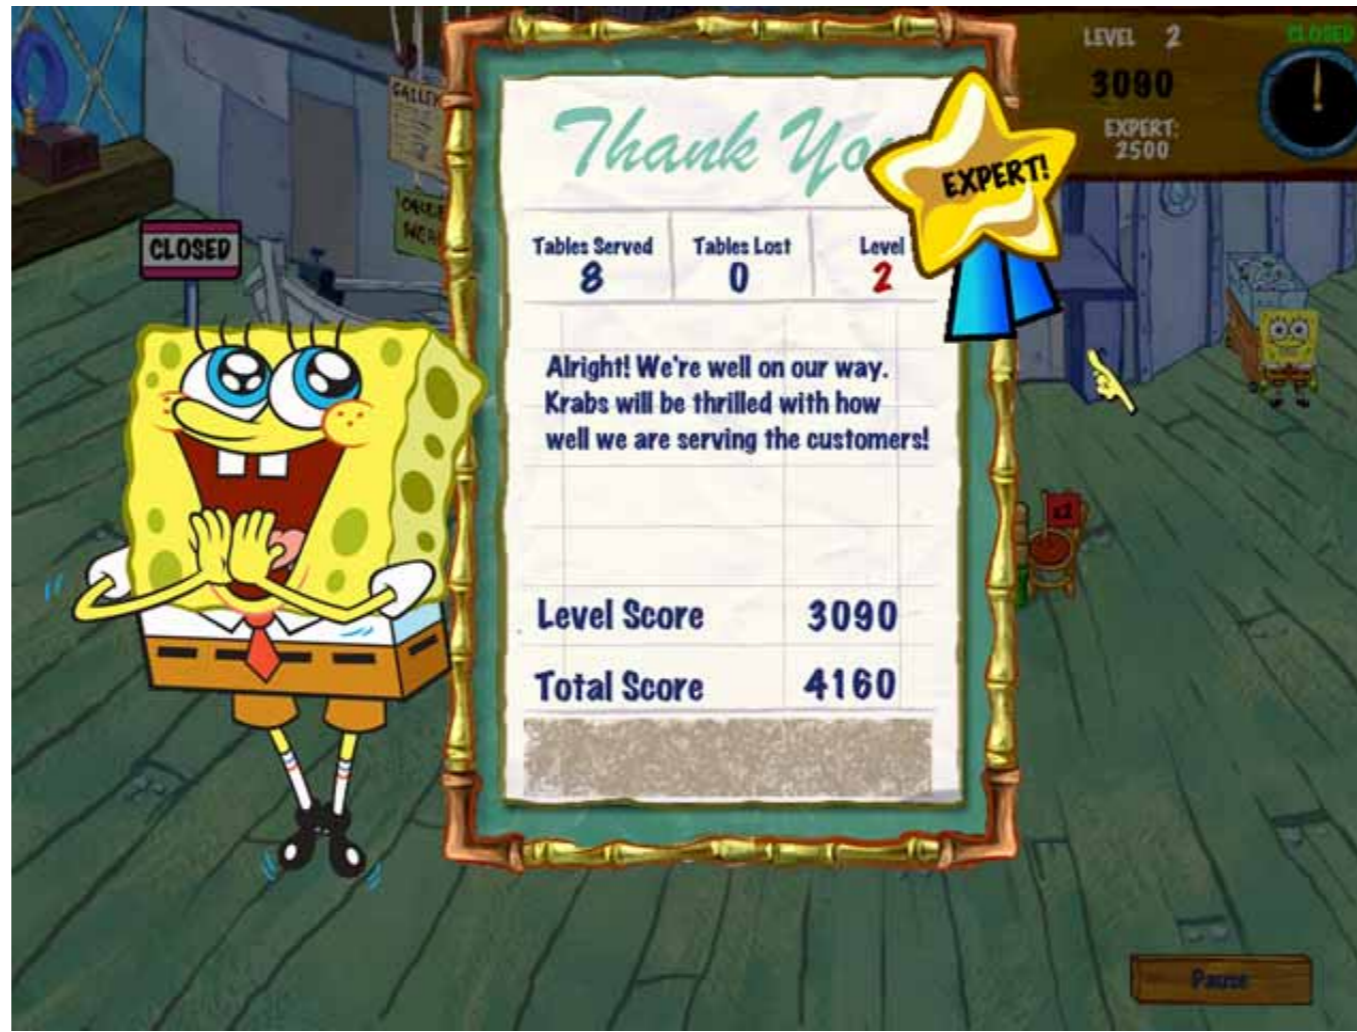 LEVEL 2
CLOSED
3090
EXPERT:
2500
Thank You
EXPERT!
CLOSED
Tables Served
Tables Lost
Level
8
0
2
Alright! We're well on our way.
Krabs will be thrilled with how
well we are serving the customers!
Level Score 3090
Total Score 4160
x2
Pause